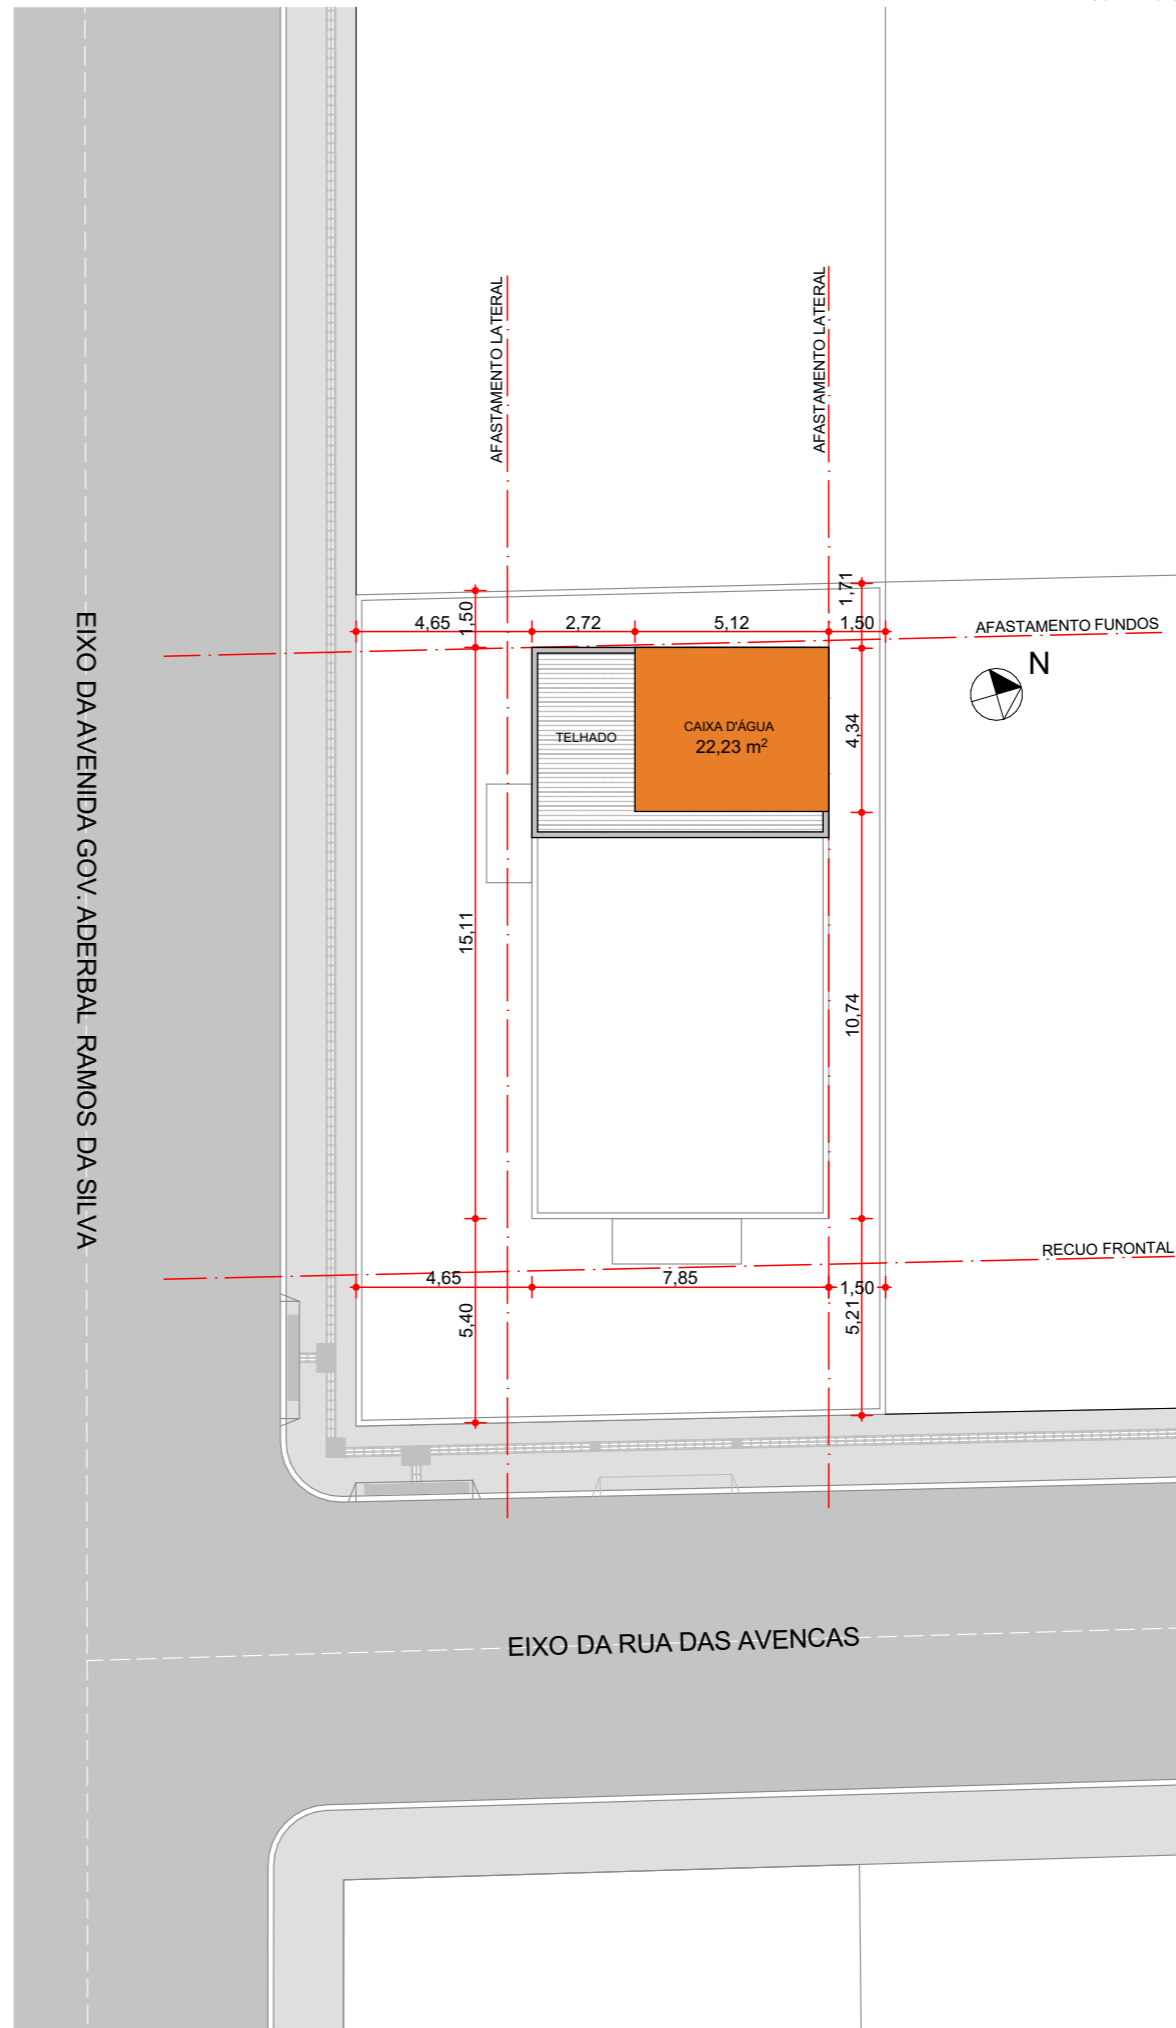 AFASTAMENTO LATERAL
AFASTAMENTO LATERAL
1,71
1,50
4,65
2,72
5,12
1,50
AFASTAMENTO FUNDOS
N
EIXO DA AVENIDA GOV. ADERBAL RAMOS DA SILVA
TELHADO
CAIXA D'ÁGUA
22,23 m²
4,34
15,11
10,74
RECUO FRONTAL
4,65
7,85
1,50
5,40
5,21
EIXO DA RUA DAS AVENCAS